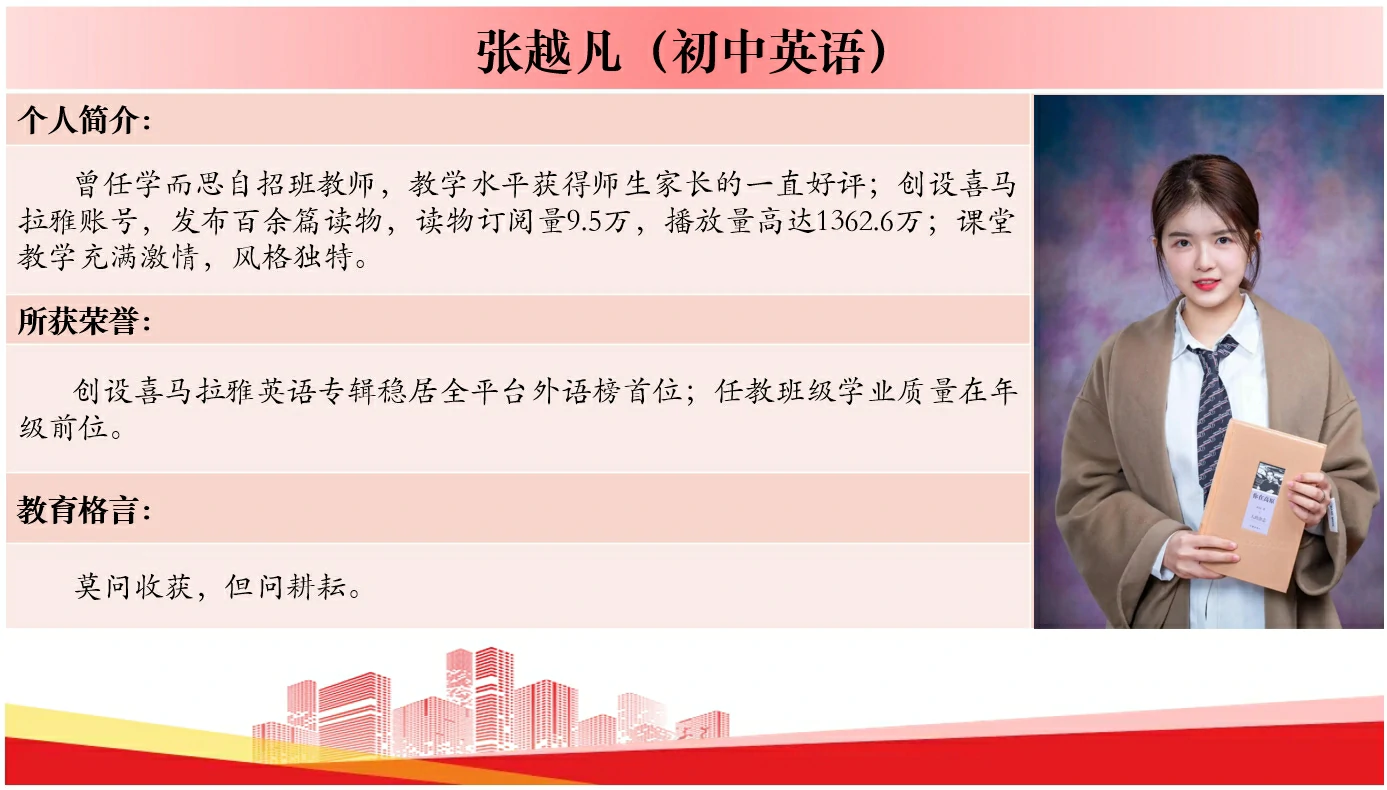 张越凡（初中英语）
个人简介：
曾任学而思自招班教师，教学水平获得师生家长的一直好评；创设喜马
拉雅账号，发布百余篇读物，读物订阅量9.5万，播放量高达1362.6万；课堂
教学充满激情，风格独特。
所获荣誉：
创设喜马拉雅英语专辑稳居全平台外语榜首位；任教班级学业质量在年
级前位。
教育格言：
莫问收获，但问耕耘。
你在高原